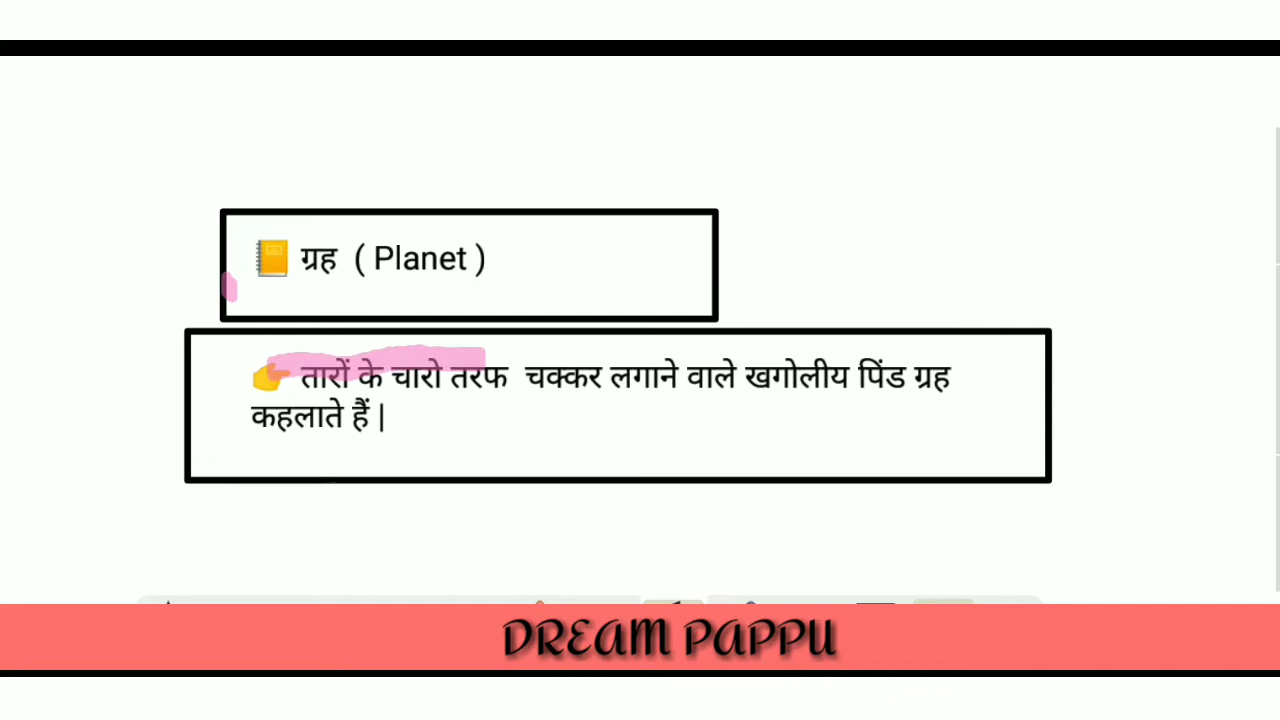 📒 ग्रह ( Planet )
👉 तारों के चारो तरफ चक्कर लगाने वाले खगोलीय पिंड ग्रह
कहलाते हैं |
DREAM PAPPU